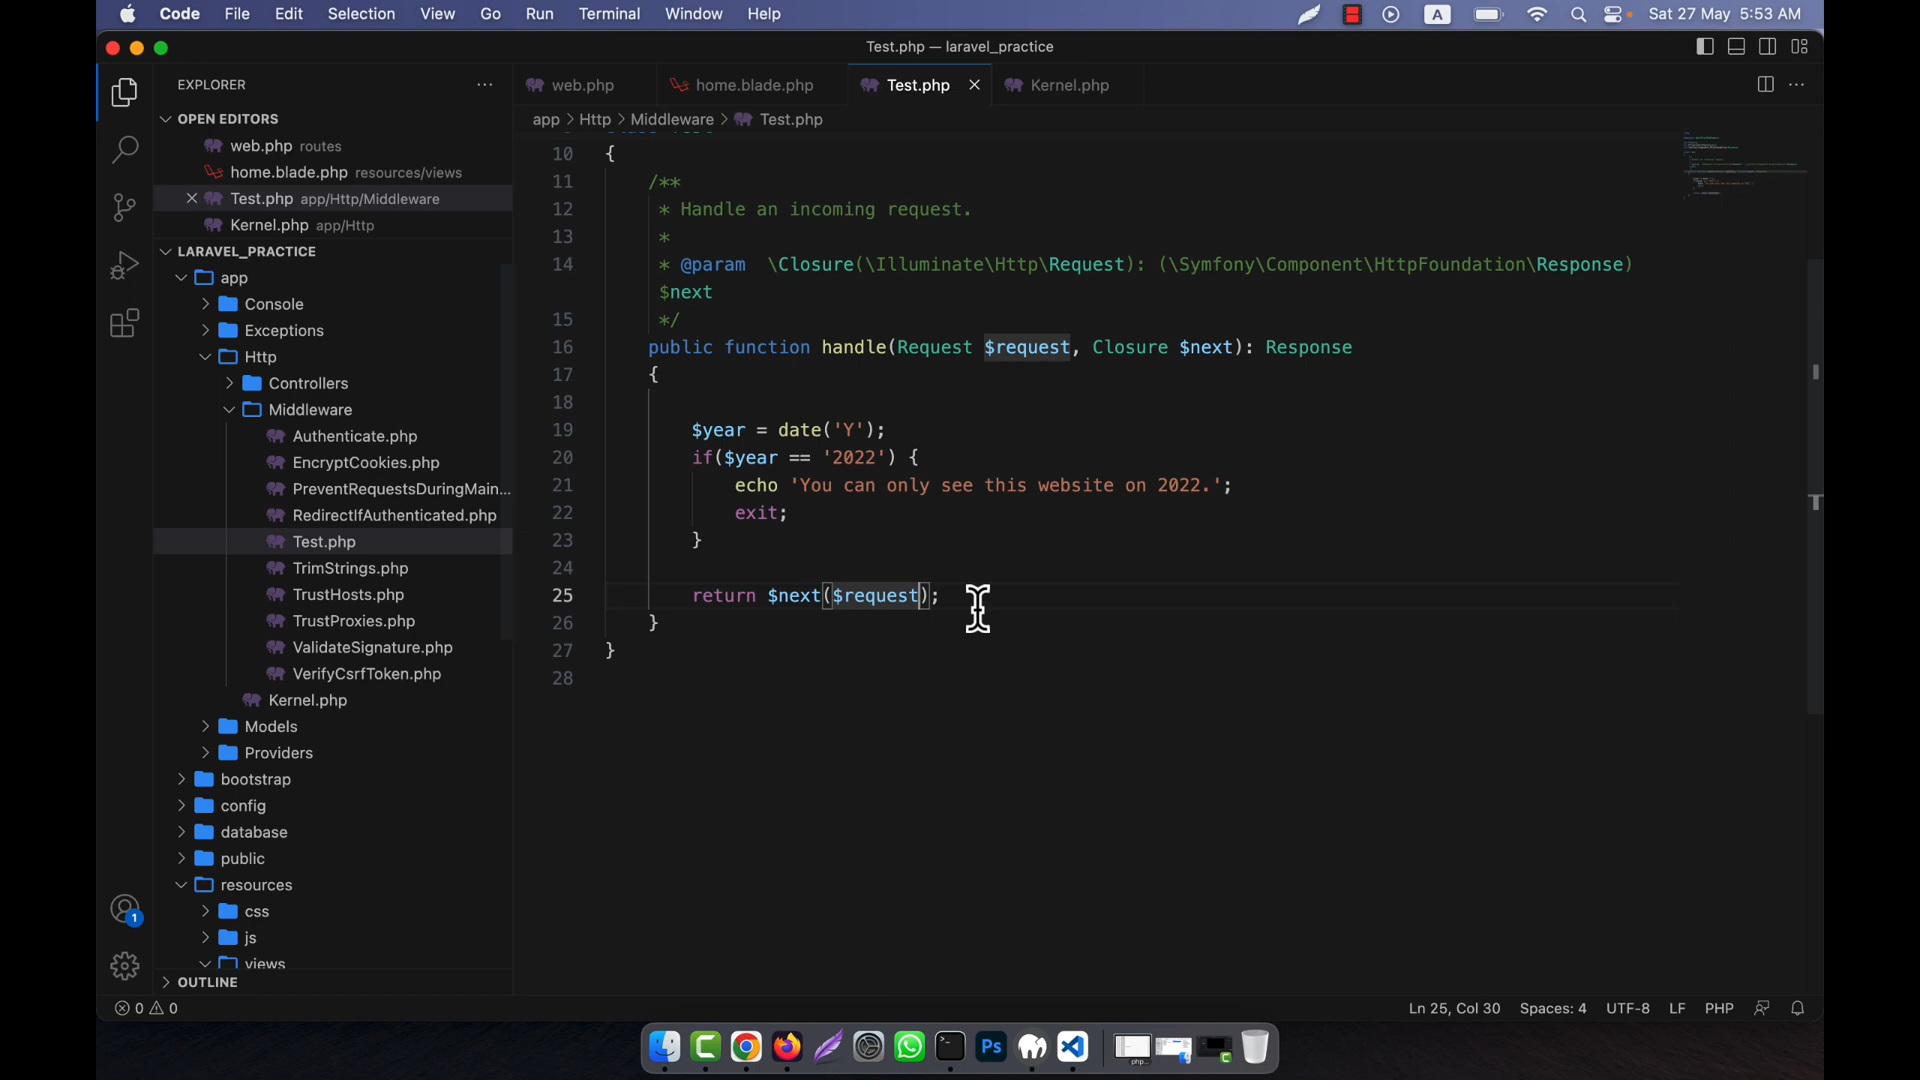 Code File Edit Selection View Go Run Terminal Window Help A Sat 27 May 5:53 AM
Test.php — laravel_practice
EXPLORER
web.php home.blade.php Test.php Kernel.php
OPEN EDITORS
web.php routes
home.blade.php resources/views
Test.php app/Http/Middleware
Kernel.php app/Http
LARAVEL_PRACTICE
app
Console
Exceptions
Http
Controllers
Middleware
Authenticate.php
EncryptCookies.php
PreventRequestsDuringMain...
RedirectIfAuthenticated.php
Test.php
TrimStrings.php
TrustHosts.php
TrustProxies.php
ValidateSignature.php
VerifyCsrfToken.php
Kernel.php
Models
Providers
bootstrap
config
database
public
resources
css
js
views
OUTLINE
app > Http > Middleware > Test.php
10 {
11 /**
12 * Handle an incoming request.
13 *
14 * @param \Closure(\Illuminate\Http\Request): (\Symfony\Component\HttpFoundation\Response)
$next
15 */
16 public function handle(Request $request, Closure $next): Response
17 {
18
19 $year = date('Y');
20 if($year == '2022') {
21 echo 'You can only see this website on 2022.';
22 exit;
23 }
24
25 return $next($request);
26 }
27 }
28
1
0 0 Ln 25, Col 30 Spaces: 4 UTF-8 LF PHP
Ps
php